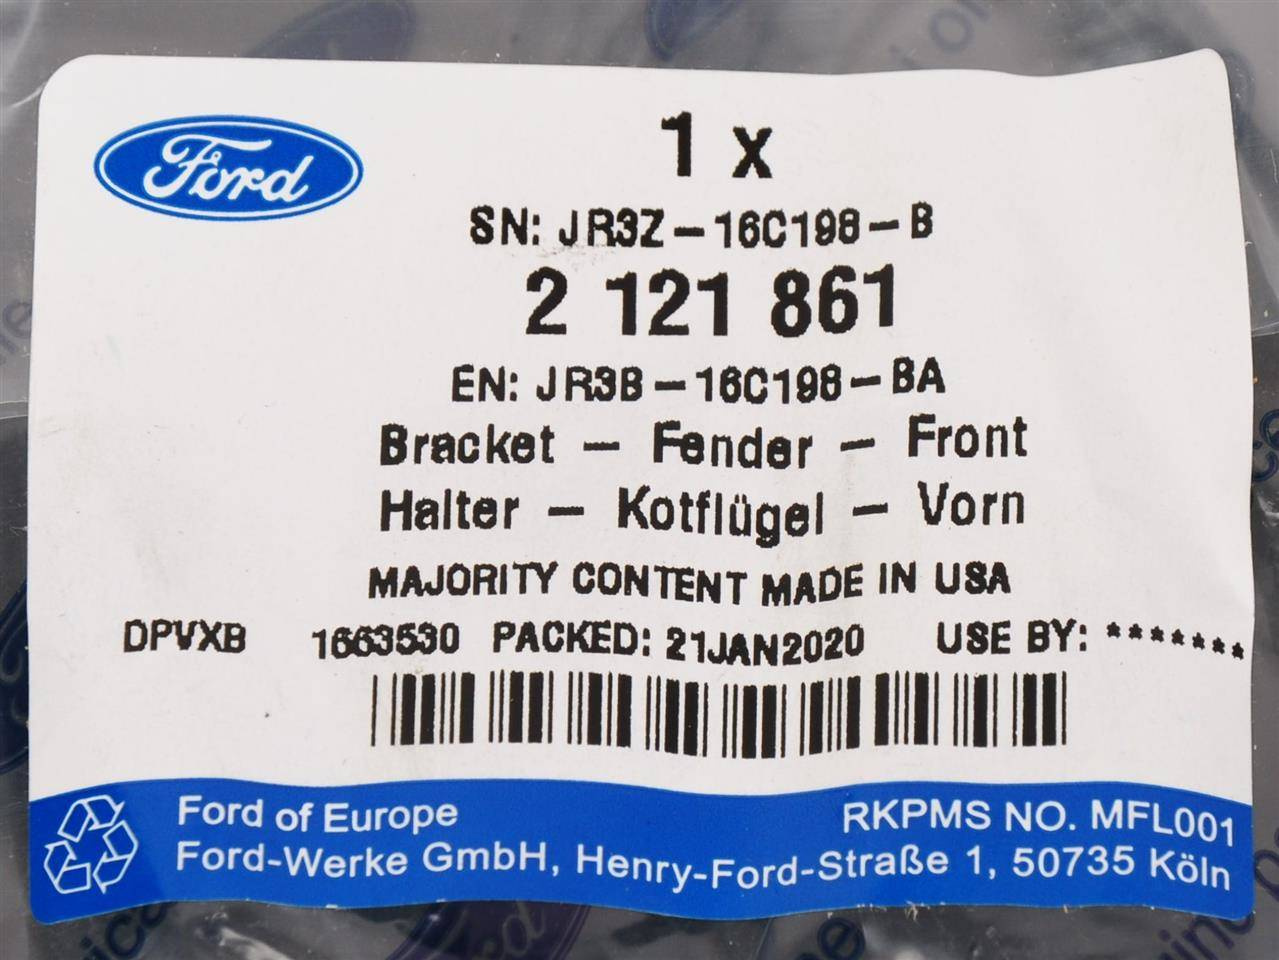 Ford
1 x
SN: JR3Z-16C198-B
2 121 861
EN: JR3B-16C198-BA
Bracket - Fender - Front
Halter - Kotflügel - Vorn
MAJORITY CONTENT MADE IN USA
DPVXB 1663530 PACKED: 21JAN2020 USE BY: *******
Ford of Europe
RKPMS NO. MFL001
Ford-Werke GmbH, Henry-Ford-Straße 1, 50735 Köln